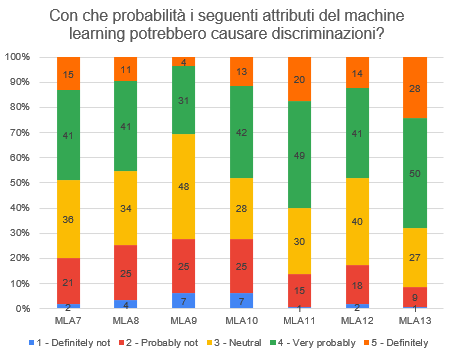 Con che probabilità i seguenti attributi del machine
learning potrebbero causare discriminazioni?
100%
90%
80%
70%
60%
50%
40%
30%
20%
10%
0%
15 11 4 13 20 14 28
41 41 31 42 49 41 50
36 34 48 28 30 40 27
21 25 25 25 15 18 9
2 4 7 7 1 2 1
MLA7 MLA8 MLA9 MLA10 MLA11 MLA12 MLA13
1 - Definitely not 2 - Probably not 3 - Neutral 4 - Very probably 5 - Definitely